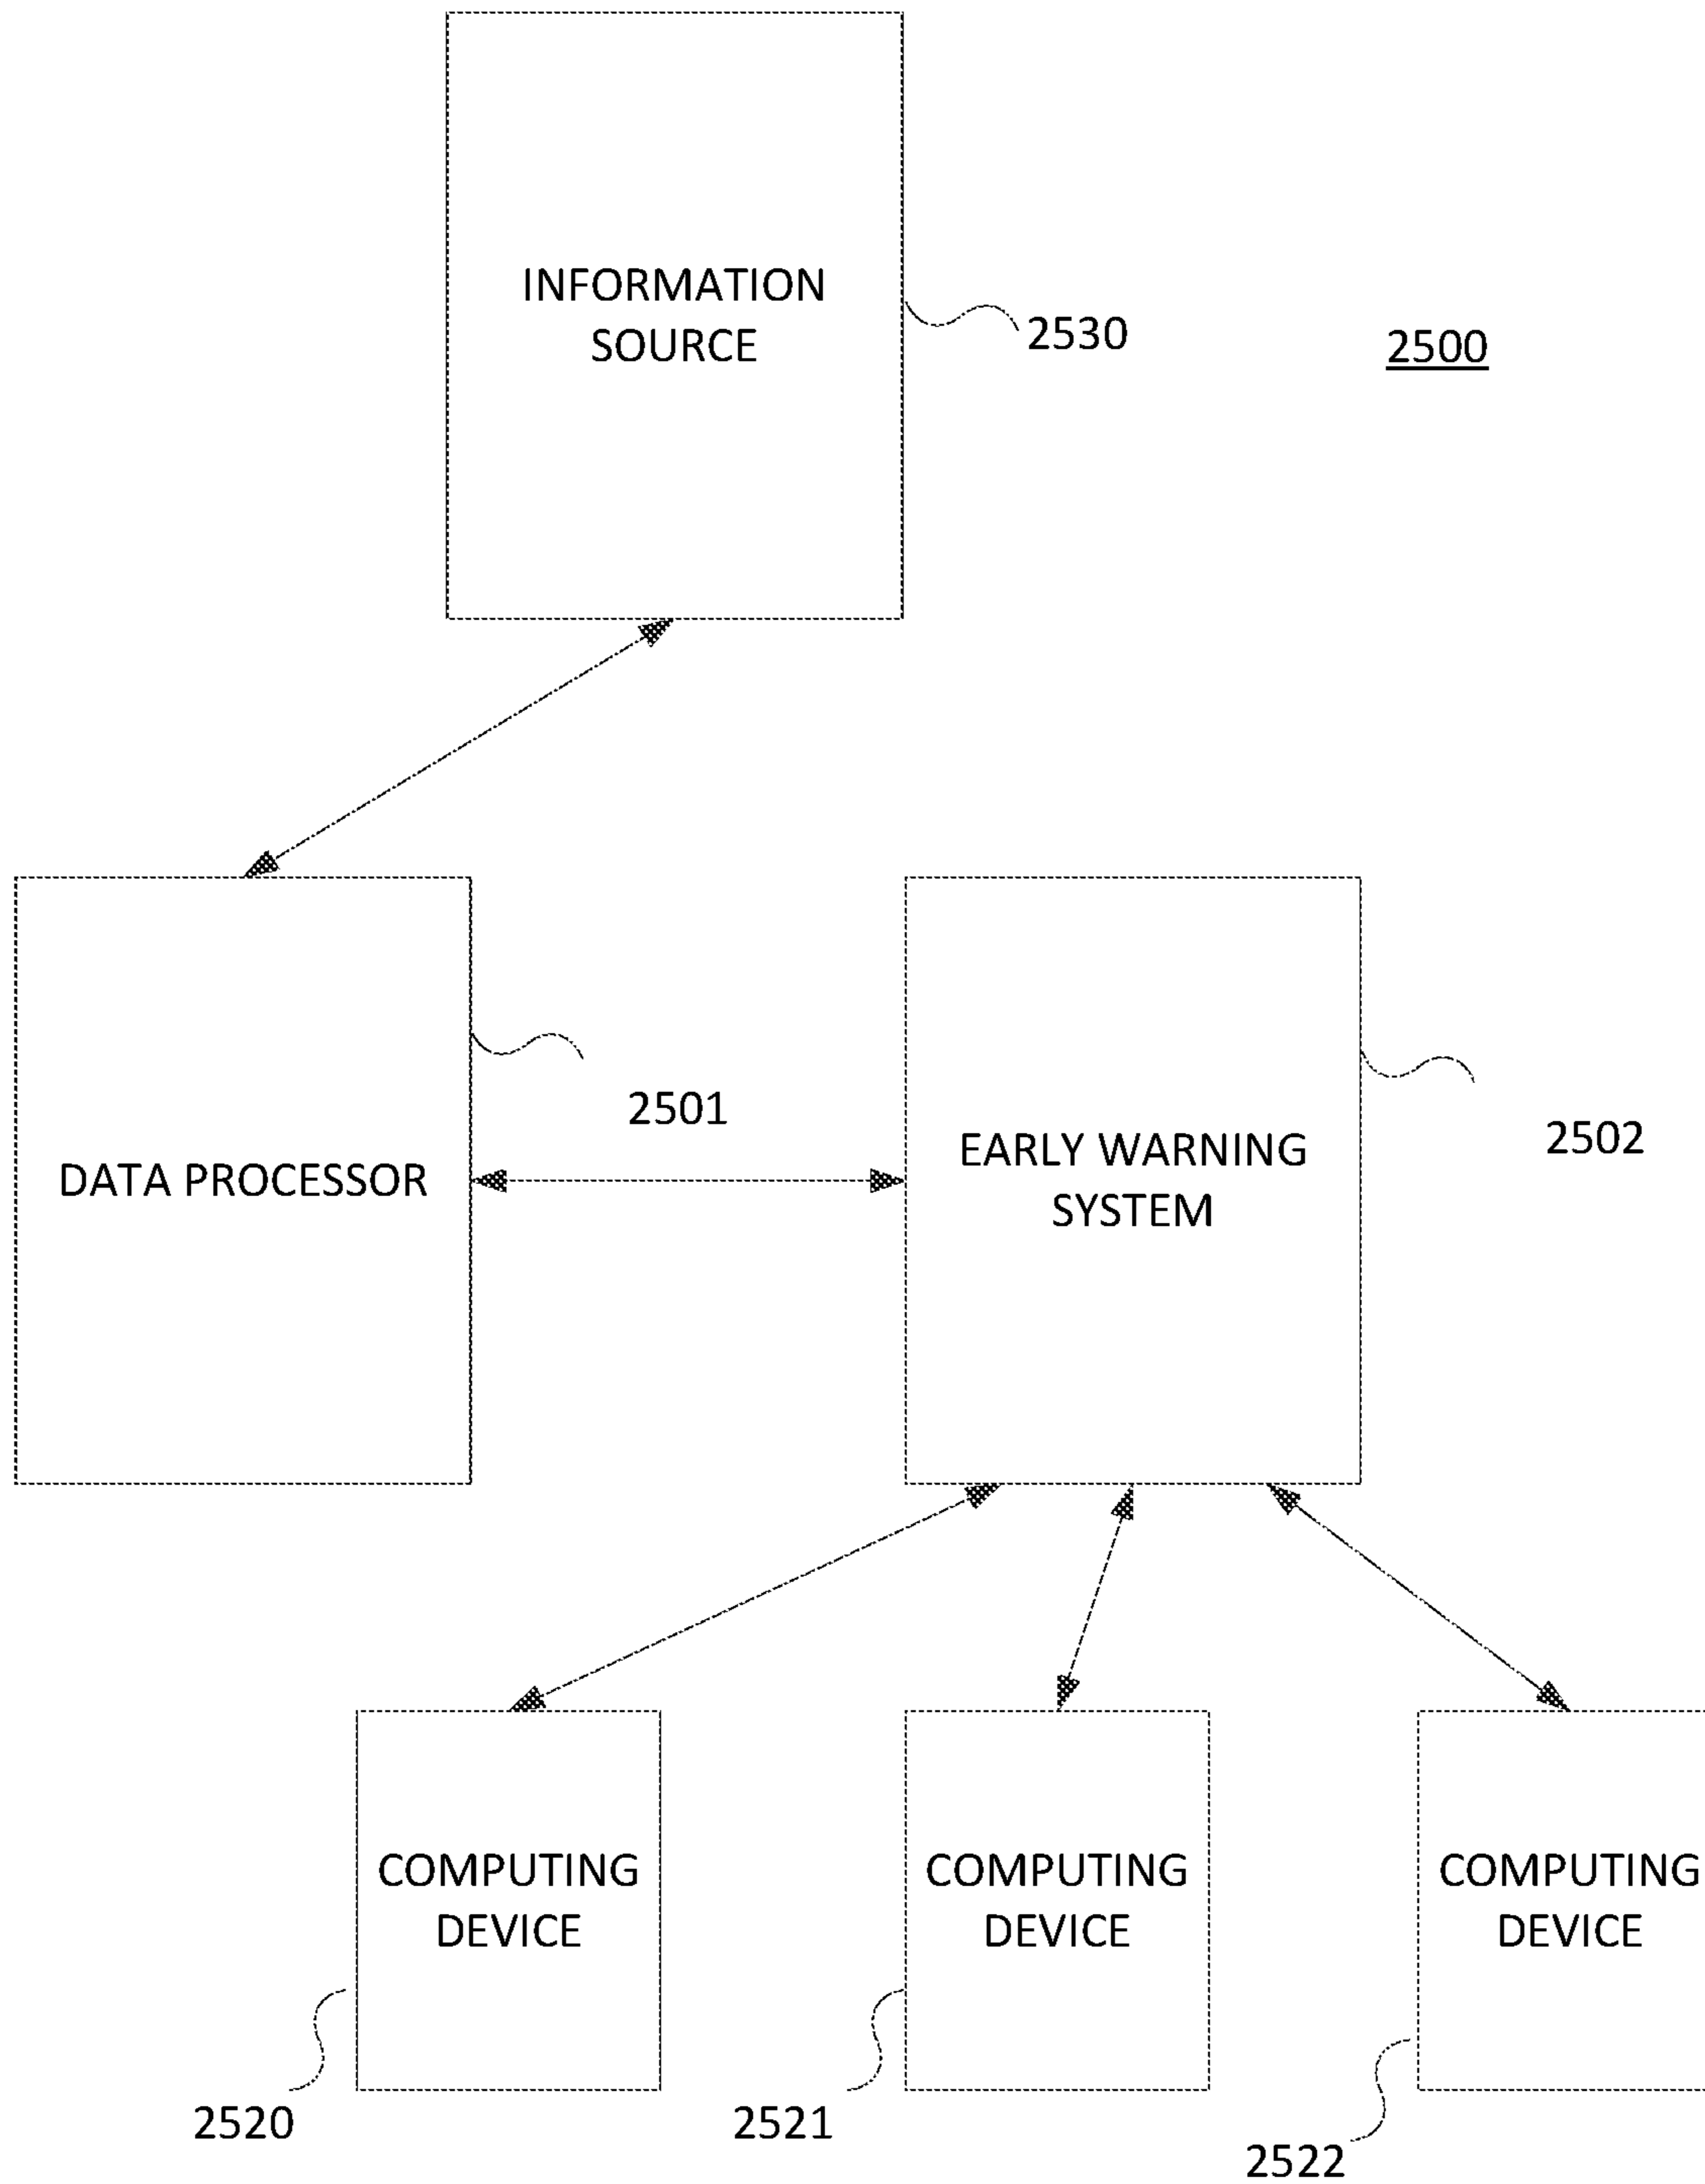 INFORMATION
SOURCE
2530
2500
2501
DATA PROCESSOR
EARLY WARNING
SYSTEM
2502
COMPUTING
DEVICE
COMPUTING
DEVICE
COMPUTING
DEVICE
2520
2521
2522